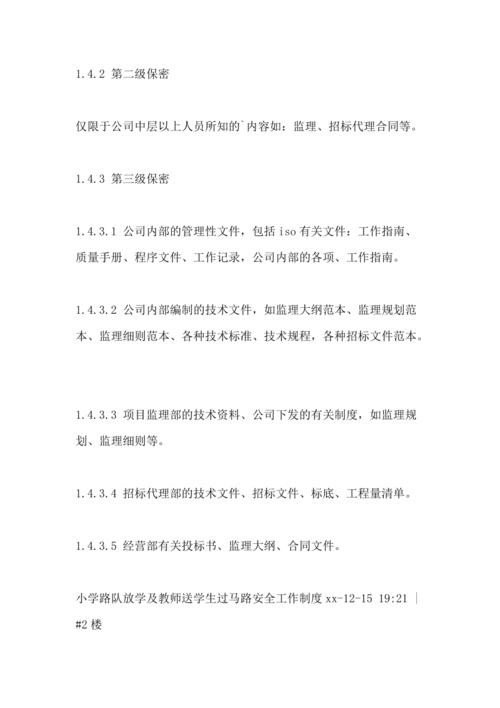 1.4.2 第二级保密
仅限于公司中层以上人员所知的`内容如：监理、招标代理合同等。
1.4.3 第三级保密
1.4.3.1 公司内部的管理性文件，包括iso有关文件：工作指南、
质量手册、程序文件、工作记录，公司内部的各项、工作指南。
1.4.3.2 公司内部编制的技术文件，如监理大纲范本、监理规划范
本、监理细则范本、各种技术标准、技术规程，各种招标文件范本。
1.4.3.3 项目监理部的技术资料、公司下发的有关制度，如监理规
划、监理细则等。
1.4.3.4 招标代理部的技术文件、招标文件、标底、工程量清单。
1.4.3.5 经营部有关投标书、监理大纲、合同文件。
小学路队放学及教师送学生过马路安全工作制度xx-12-15 19:21 |
#2楼